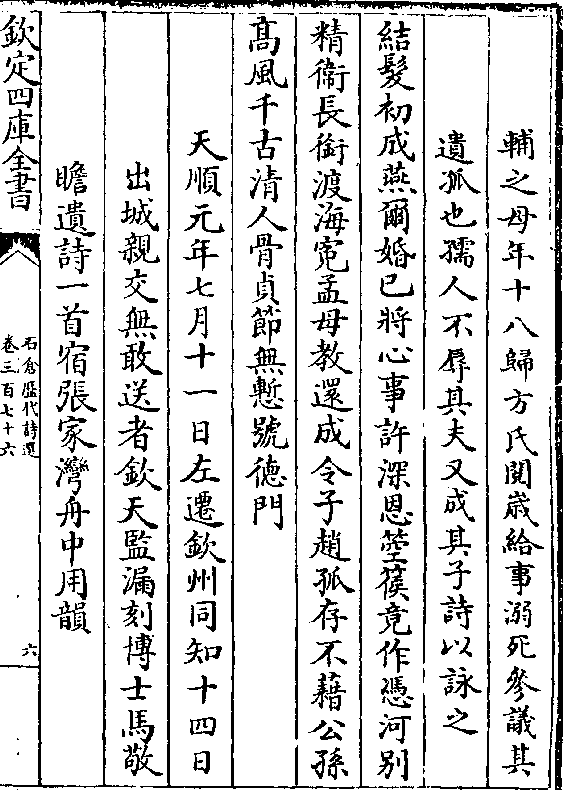 輔之母年十八歸方氏閱歳給事溺死參議其
遺孤也孺人不辱其夫又成其子詩以詠之
結髮初成燕爾婚已將心事許深恩箜篌竟作憑河别
精衞長銜渡海寃孟母教還成令子趙孤存不藉公孫
髙風千古清人骨貞節無慙號徳門
天順元年七月十一日左遷欽州同知十四日
出城親交無敢送者欽天監漏刻博士馬敬
瞻遺詩一首宿張家灣舟中用韻
欽定四庫全書
石倉歴代詩選
卷三百七十六
六